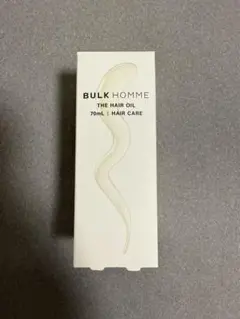 BULK HOMME
THE HAIR OIL
70mL | HAIR CARE